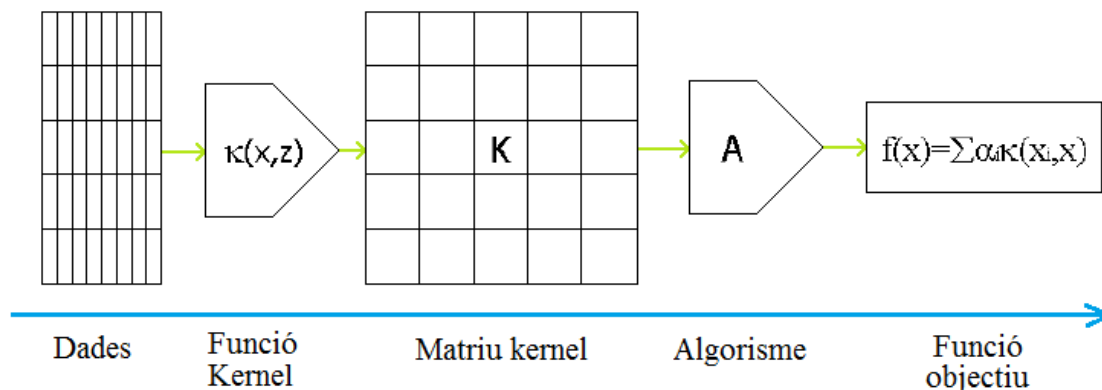 κ(x,z)
K
A
f(x)=∑αᵢκ(xᵢ,x)
Dades
Funció
Kernel
Matriu kernel
Algorisme
Funció
objectiu